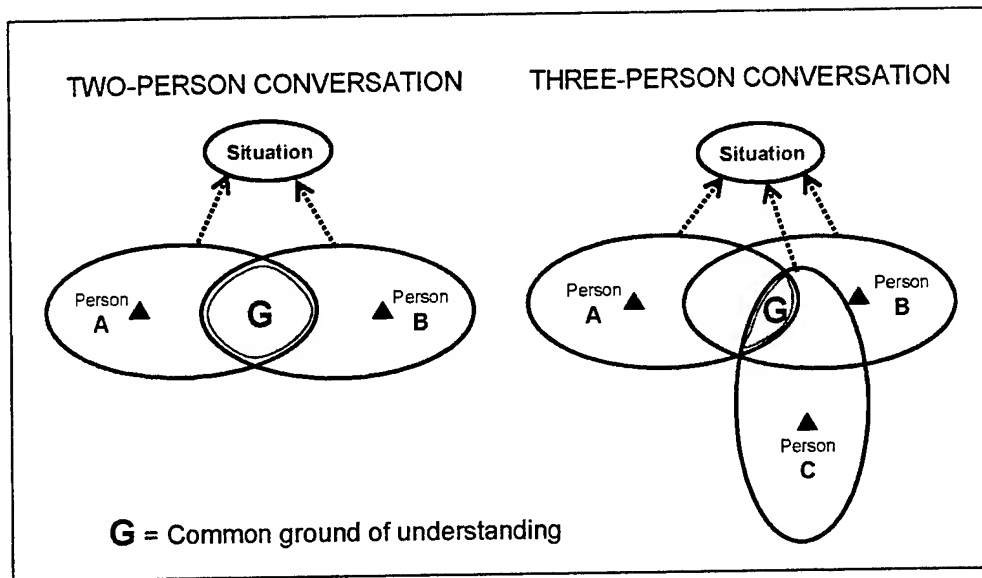 TWO-PERSON CONVERSATION
Situation
Person
A
G
Person
B
THREE-PERSON CONVERSATION
Situation
Person
A
G
Person
B
Person
C
G = Common ground of understanding